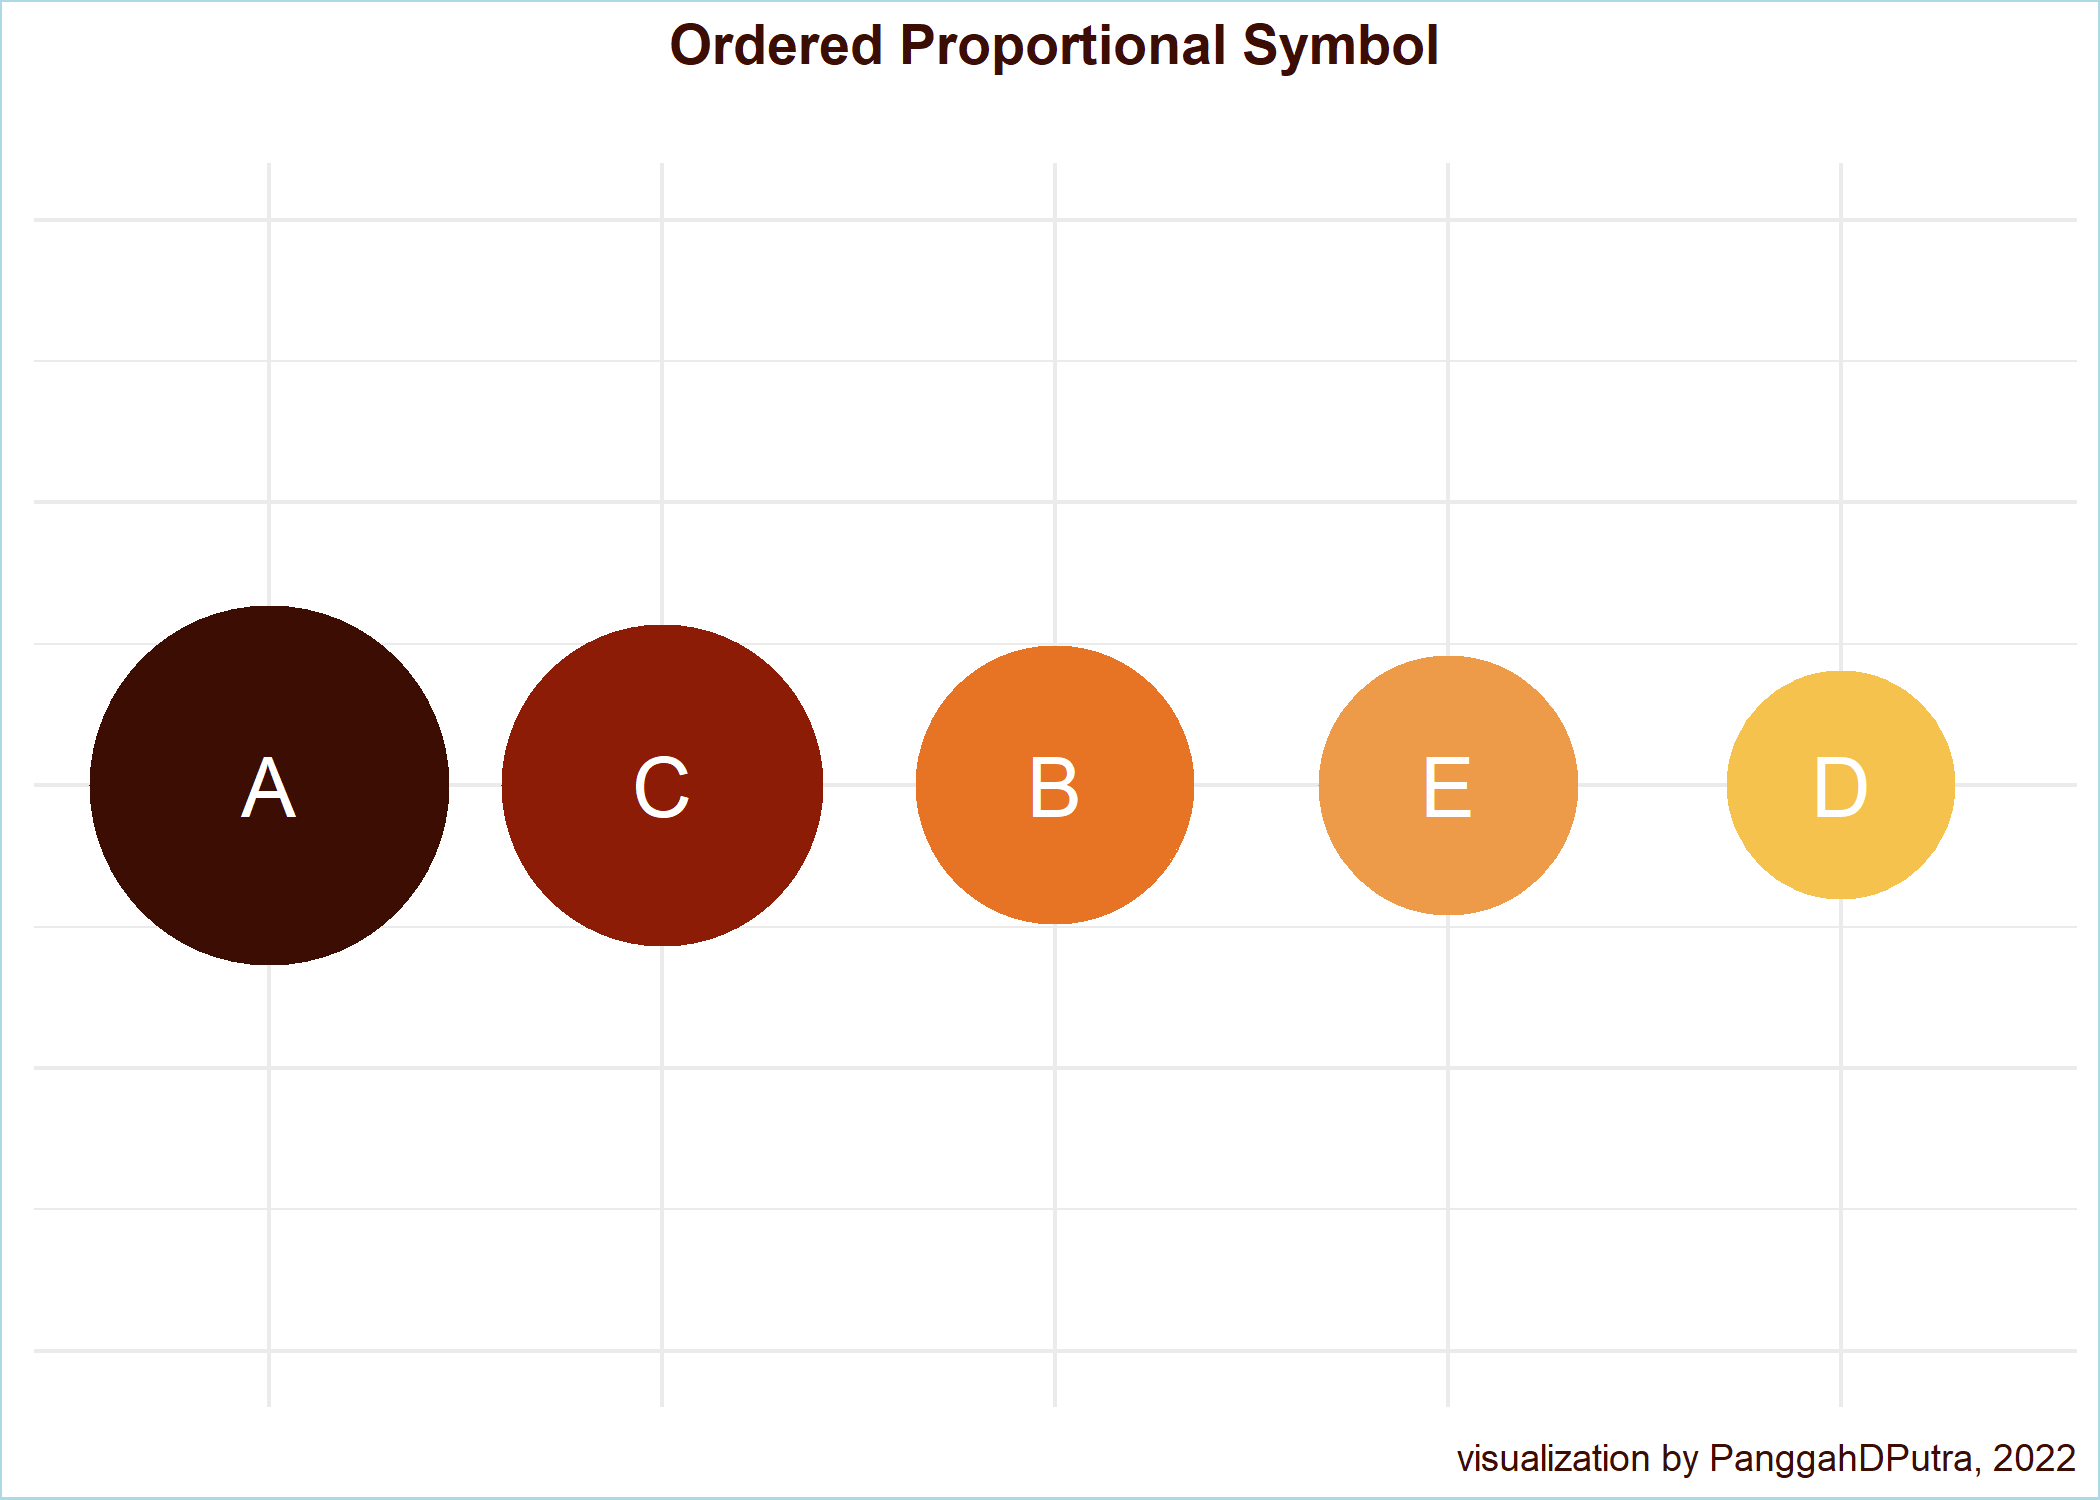 Ordered Proportional Symbol
A C B E D
visualization by PanggahDPutra, 2022